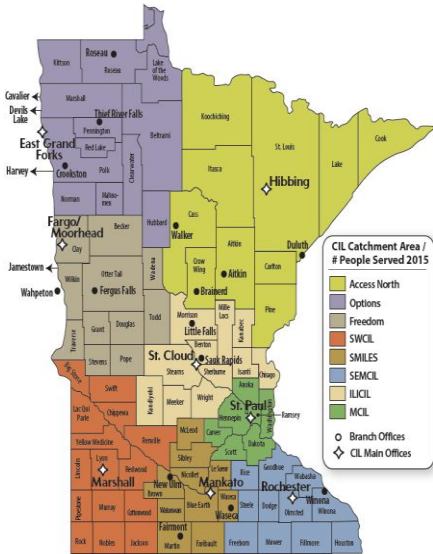 Roseau
Kittson
Roseau
Lake
of the
Woods
Cavalier
Devils
Lake
Marshall
Thief River Falls
Pennington
Red Lake
East Grand
Forks
Crookston
Polk
Harvey
Clearwater
Beltrami
Koochiching
St. Louis
Lake
Cook
Itasca
Hibbing
Norman
Mahno-
men
Hubbard
Cass
Walker
Fargo/
Moorhead
Clay
Becker
Aitkin
Duluth
Jamestown
Wilkin
Otter Tail
Wadena
Crow
Wing
Aitkin
Carlton
Wahpeton
Fergus Falls
Brainerd
Pine
Traverse
Grant
Douglas
Todd
Morrison
Little Falls
Mille
Lacs
Kanabec
Stevens
Pope
St. Cloud
Benton
Sauk Rapids
Stearns
Sherburne
Isanti
Chisago
Big Stone
Swift
Kandiyohi
Meeker
Wright
Anoka
St. Paul
Hennepin
Washington
Ramsey
Lac Qui
Parle
Chippewa
McLeod
Carver
Dakota
Scott
Yellow Medicine
Renville
Sibley
Lincoln
Lyon
Marshall
Redwood
Nicollet
Le Sueur
Rice
Goodhue
Wabasha
New Ulm
Brown
Mankato
Rochester
Pipestone
Murray
Cottonwood
Watonwan
Blue Earth
Waseca
Waseca
Steele
Dodge
Olmsted
Winona
Winona
Fairmont
Rock
Nobles
Jackson
Martin
Faribault
Freeborn
Mower
Fillmore
Houston
CIL Catchment Area /
# People Served 2015
Access North
Options
Freedom
SWCIL
SMILES
SEMCIL
ILICIL
MCIL
Branch Offices
CIL Main Offices